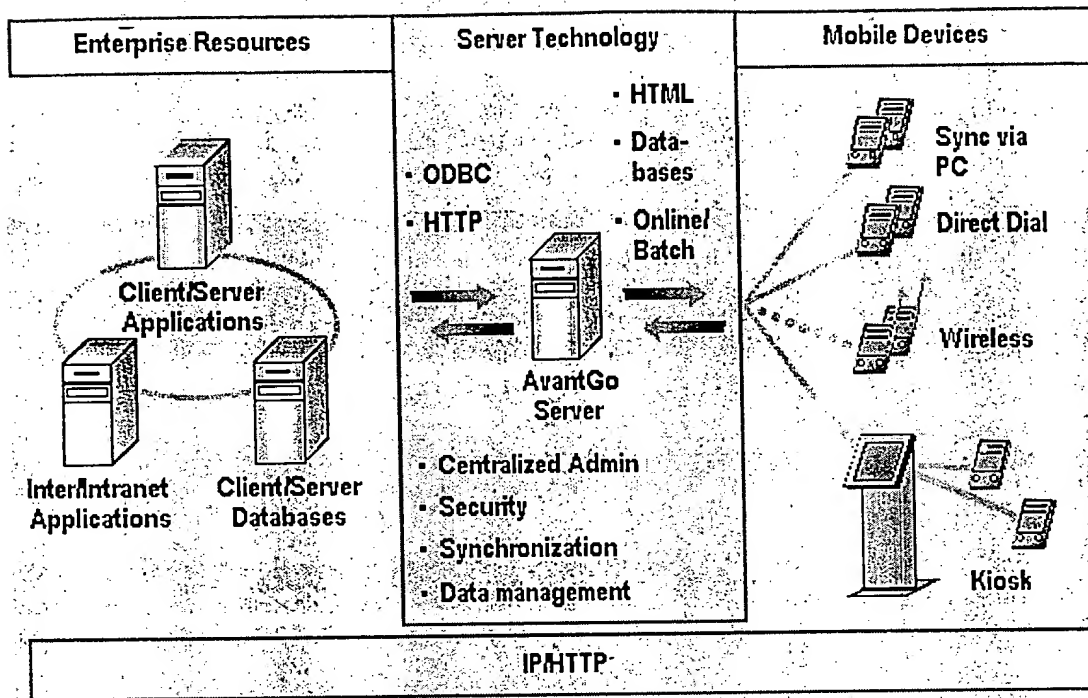 Enterprise Resources
Server Technology
Mobile Devices
Client/Server
Applications
Inter/Intranet
Applications
Client/Server
Databases
· ODBC
· HTTP
· HTML
· Data-
bases
· Online/
Batch
AvantGo
Server
· Centralized Admin
· Security
· Synchronization
· Data management
Sync via
PC
Direct Dial
Wireless
Kiosk
IP/HTTP